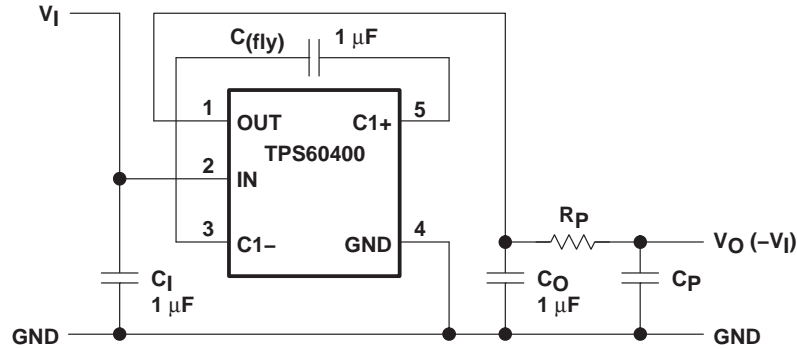 VI
C(fly) 1 μF
1 OUT C1+ 5
TPS60400
2 IN
3 C1– GND 4
RP
VO (–VI)
CI
1 μF
CO
1 μF
CP
GND GND